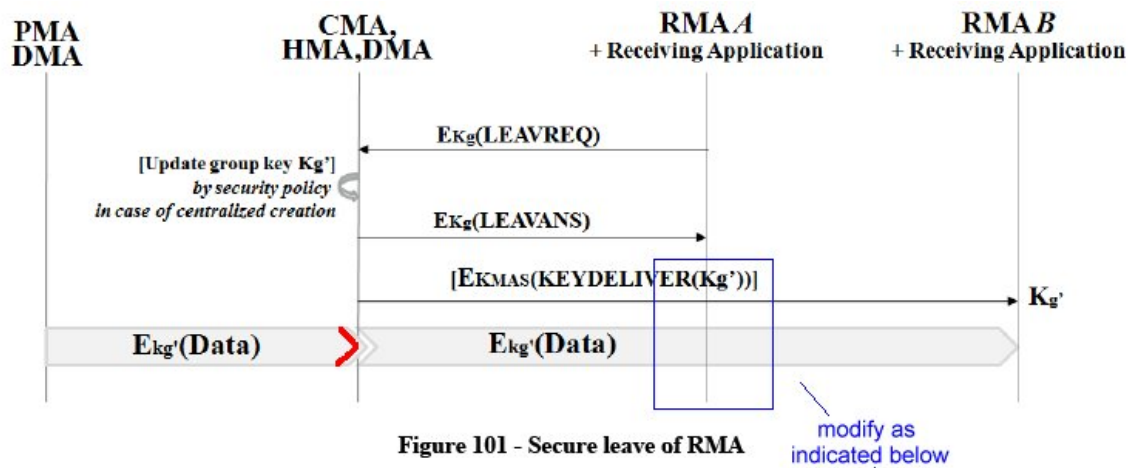 PMA
DMA
CMA,
HMA,DMA
RMA A
+ Receiving Application
RMA B
+ Receiving Application
EKg(LEAVREQ)
[Update group key Kg’]
by security policy
in case of centralized creation
EKg(LEAVANS)
[EKMAS(KEYDELIVER(Kg’))]
Kg’
Ekg'(Data)
Ekg'(Data)
Figure 101 - Secure leave of RMA
modify as
indicated below